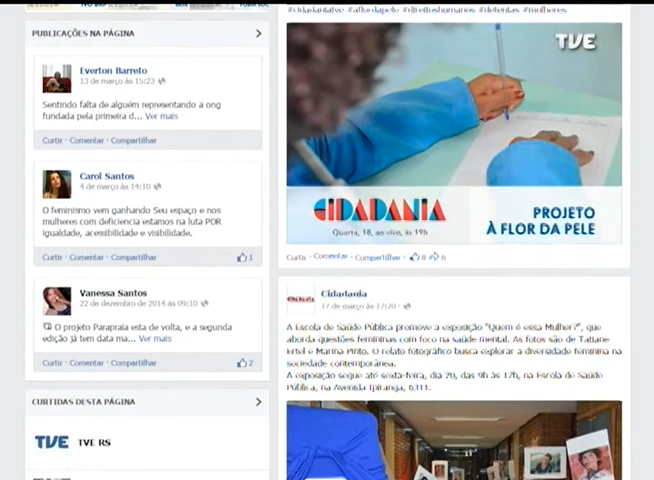 PUBLICAÇÕES NA PÁGINA
Everton Barreto
13 de março às 15:23
Sentindo falta de alguém representando a ong
fundada pela primeira d... Ver mais
Curtir · Comentar · Compartilhar
Carol Santos
4 de março às 14:10
O feminismo vem ganhando Seu espaço e nos
mulheres com deficiencia estamos na luta POR
igualdade, acessibilidade e visibilidade.
Curtir · Comentar · Compartilhar 1
Vanessa Santos
22 de dezembro de 2014 às 09:10
O projeto Parapraia esta de volta, e a segunda
edição já tem data ma... Ver mais
Curtir · Comentar · Compartilhar 2
CURTIDAS DESTA PÁGINA
TVE TVE RS
#cidadaniatve #aflordapele #direitoshumanos #detentas #mulheres
TVE
CIDADANIA
Quarta, 18, ao vivo, às 19h
PROJETO
À FLOR DA PELE
Curtir · Comentar · Compartilhar · 8 6
Cidadania
17 de março às 17:20
A Escola de Saúde Pública promove a exposição "Quem é essa Mulher?", que
aborda questões femininas com foco na saúde mental. As fotos são de Tatiane
e Marina Pinto. O relato fotográfico busca explorar a diversidade feminina na
sociedade contemporânea.
A exposição segue até sexta-feira, dia 20, das 9h às 17h, na Escola de Saúde
Pública, na Avenida Ipiranga, 6311.